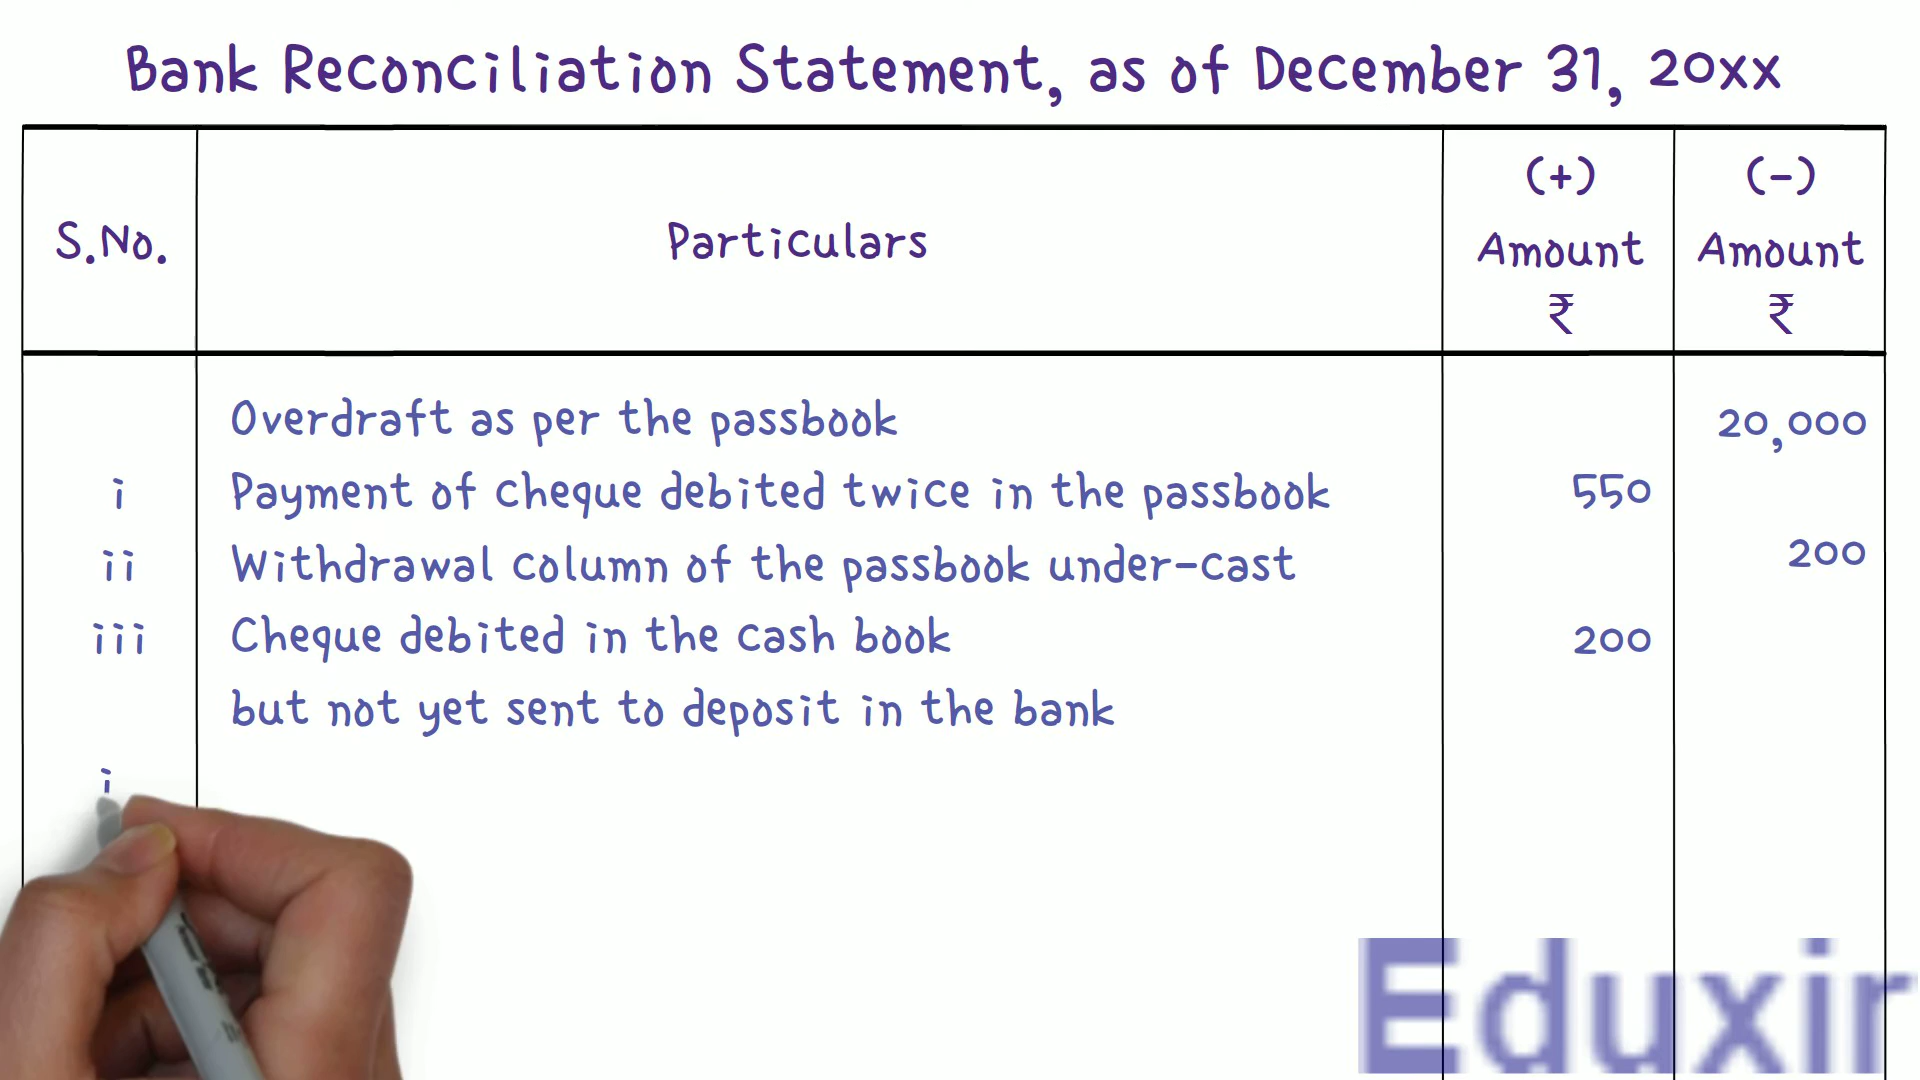 Bank Reconciliation Statement, as of December 31, 20xx
S.No. Particulars (+) Amount ₹ (-) Amount ₹
Overdraft as per the passbook 20,000
i Payment of cheque debited twice in the passbook 550
ii Withdrawal column of the passbook under-cast 200
iii Cheque debited in the cash book 200
but not yet sent to deposit in the bank
i
Eduxir